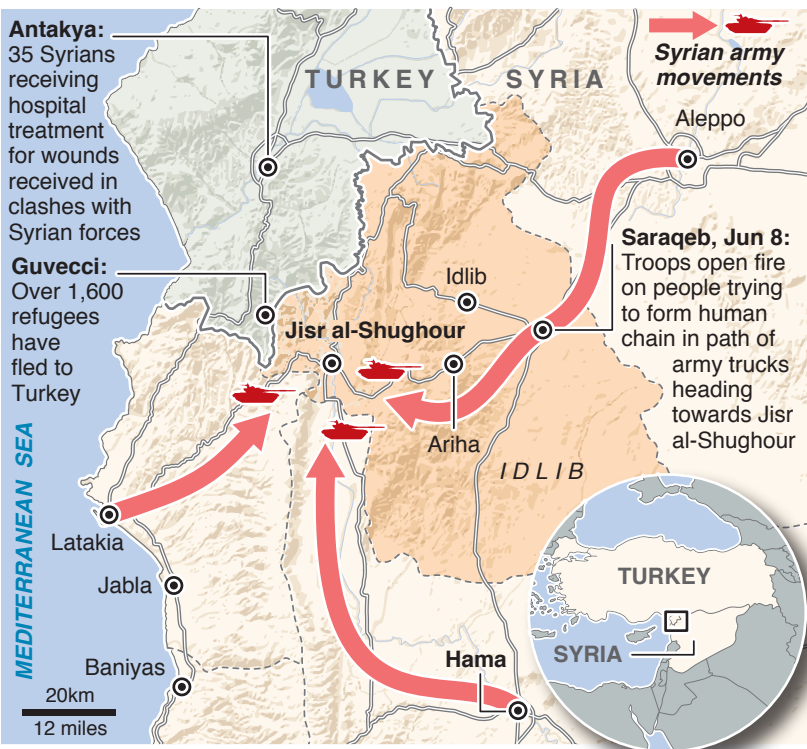 Antakya:
35 Syrians
receiving
hospital
treatment
for wounds
received in
clashes with
Syrian forces
Guvecci:
Over 1,600
refugees
have
fled to
Turkey
TURKEY
SYRIA
Syrian army
movements
Aleppo
Saraqeb, Jun 8:
Troops open fire
on people trying
to form human
chain in path of
army trucks
heading
towards Jisr
al-Shughour
Idlib
Jisr al-Shughour
Ariha
IDLIB
MEDITERRANEAN SEA
Latakia
Jabla
Baniyas
Hama
20km
12 miles
TURKEY
SYRIA